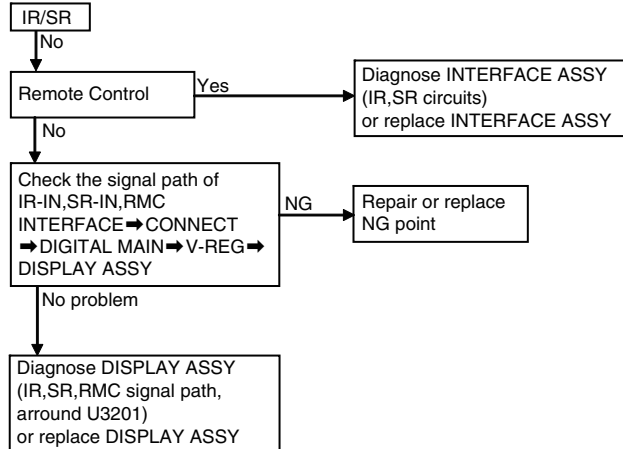 IR/SR
No
Remote Control
Yes
Diagnose INTERFACE ASSY
(IR,SR circuits)
or replace INTERFACE ASSY
No
Check the signal path of
IR-IN,SR-IN,RMC
INTERFACE➡CONNECT
➡DIGITAL MAIN➡V-REG➡
DISPLAY ASSY
NG
Repair or replace
NG point
No problem
Diagnose DISPLAY ASSY
(IR,SR,RMC signal path,
arround U3201)
or replace DISPLAY ASSY